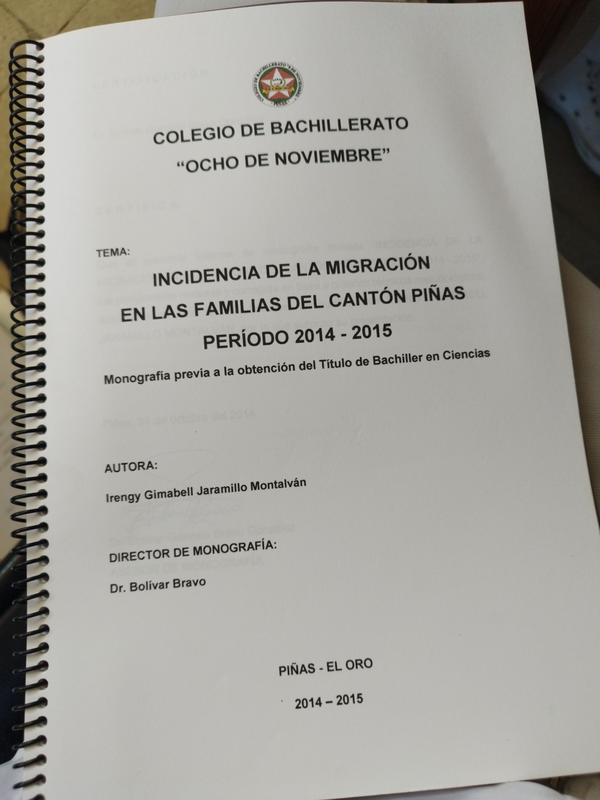 COLEGIO DE BACHILLERATO
“OCHO DE NOVIEMBRE”
TEMA:
INCIDENCIA DE LA MIGRACIÓN
EN LAS FAMILIAS DEL CANTÓN PIÑAS
PERÍODO 2014 - 2015
Monografía previa a la obtención del Título de Bachiller en Ciencias
AUTORA:
Irengy Gimabell Jaramillo Montalván
DIRECTOR DE MONOGRAFÍA:
Dr. Bolívar Bravo
PIÑAS - EL ORO
2014 – 2015